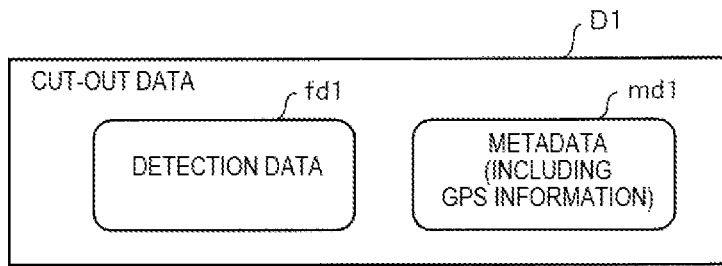 D1
CUT-OUT DATA
fd1
md1
DETECTION DATA
METADATA
(INCLUDING
GPS INFORMATION)